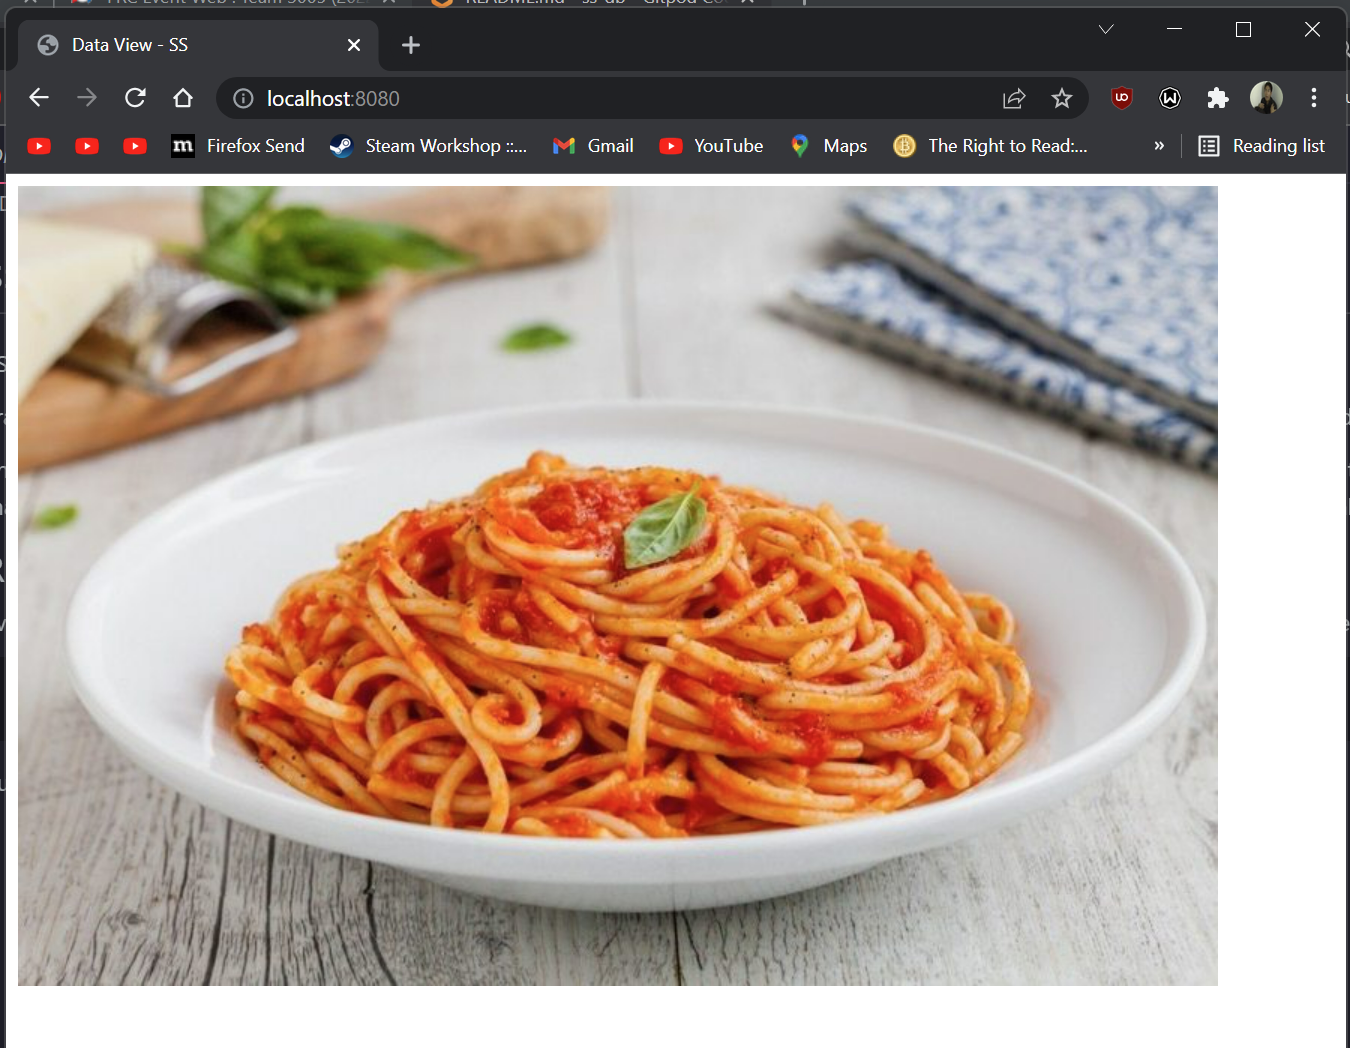 Data View - SS
localhost:8080
Firefox Send
Steam Workshop ::...
Gmail
YouTube
Maps
The Right to Read:...
»
Reading list